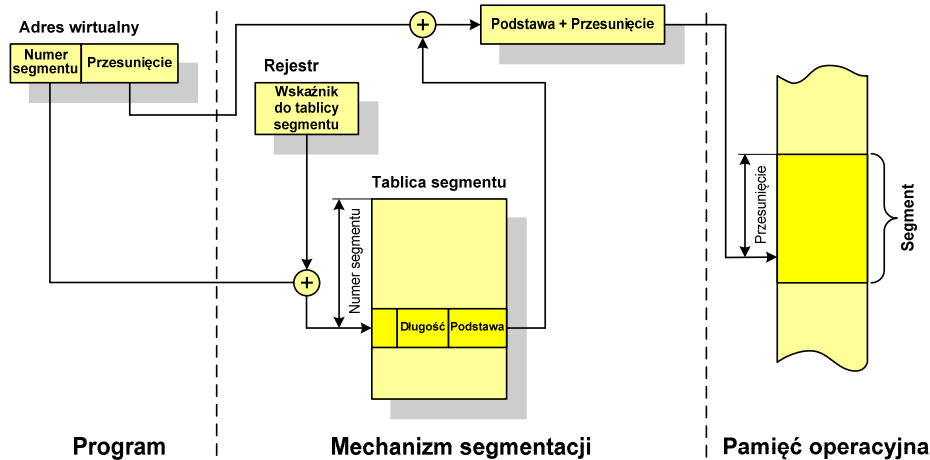 Adres wirtualny
Numer
segmentu
Przesunięcie
Rejestr
Wskaźnik
do tablicy
segmentu
+
Podstawa + Przesunięcie
Tablica segmentu
Numer segmentu
+
Długość
Podstawa
Przesunięcie
Segment
Program
Mechanizm segmentacji
Pamięć operacyjna